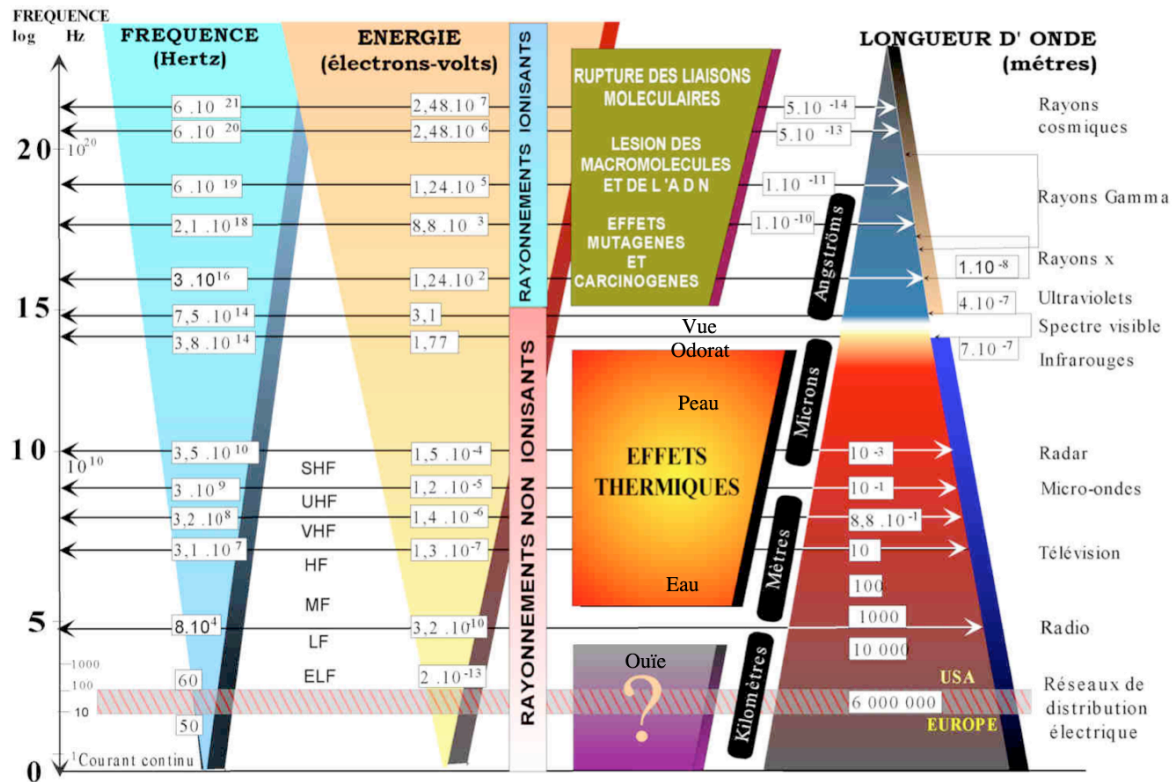 FREQUENCE
log Hz
FREQUENCE
(Hertz)
ENERGIE
(électrons-volts)
LONGUEUR D' ONDE
(métres)
RAYONNEMENTS IONISANTS
RAYONNEMENTS NON IONISANTS
RUPTURE DES LIAISONS
MOLECULAIRES
LESION DES
MACROMOLECULES
ET DE L 'A D N
EFFETS
MUTAGENES
ET
CARCINOGENES
6 .10 21
2,48.10 7
5.10 -14
Rayons
cosmiques
6 .10 20
2,48.10 6
5.10 -13
20
10 20
6 .10 19
1,24.10 5
1.10 -11
Rayons Gamma
2,1 .10 18
8,8 .10 3
1.10 -10
Angströms
Rayons x
3 .10 16
1,24.10 2
1.10 -8
15
Ultraviolets
4.10 -7
7,5 .10 14
3,1
Spectre visible
3,8 .10 14
1,77
7.10 -7
Infrarouges
Vue
Odorat
Peau
EFFETS
THERMIQUES
Eau
Microns
10
10 10
3,5 .10 10
1,5 .10 -4
10 -3
Radar
SHF
3 .10 9
1,2 .10 -5
10 -1
Micro-ondes
UHF
3,2 .10 8
1,4 .10 -6
8,8 .10 -1
VHF
3,1 .10 7
1,3 .10 -7
10
Télévision
HF
Mètres
100
MF
5
8.10 4
3,2 .10 10
1000
Radio
LF
10 000
Ouïe
?
Kilomètres
1000
60
ELF
2 .10 -13
USA
100
6 000 000
Réseaux de
distribution
électrique
10
50
EUROPE
1 Courant continu
0